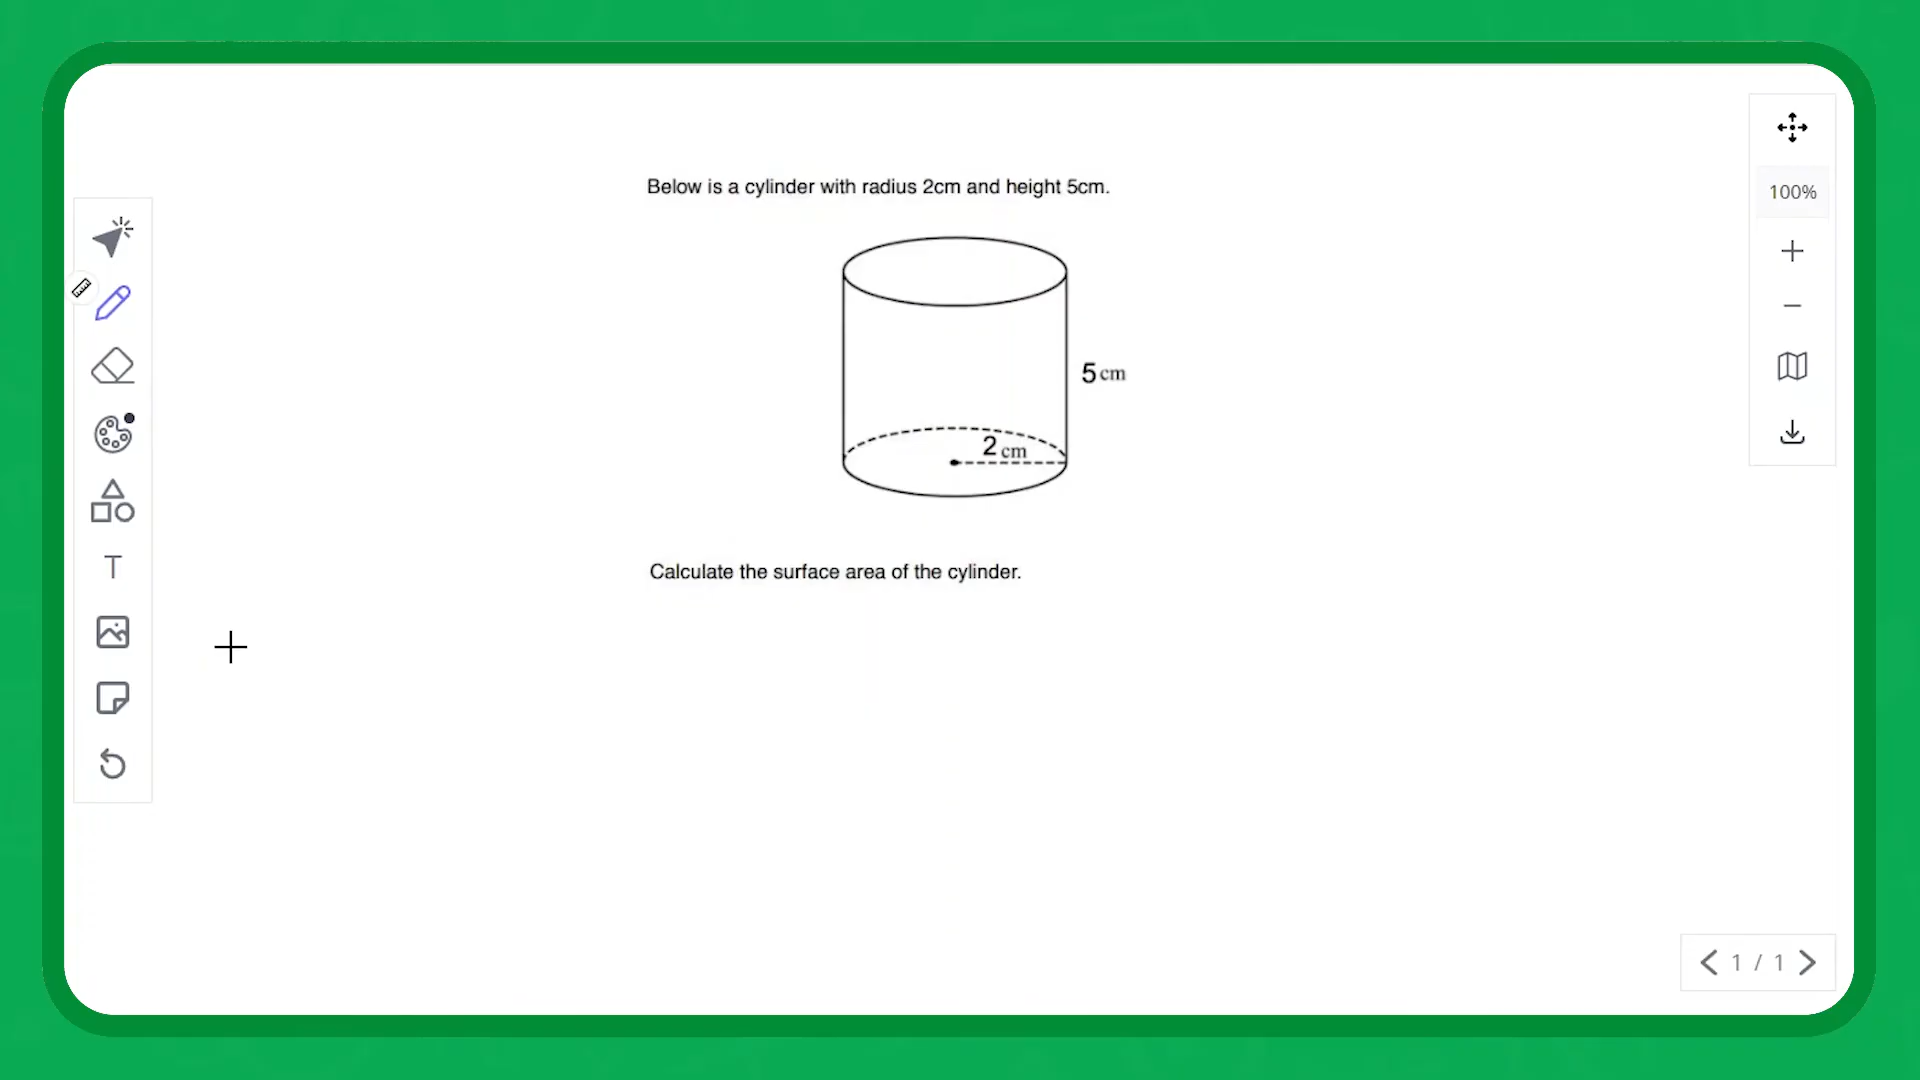 Below is a cylinder with radius 2cm and height 5cm.
100%
5 cm
2 cm
T
Calculate the surface area of the cylinder.
1 / 1